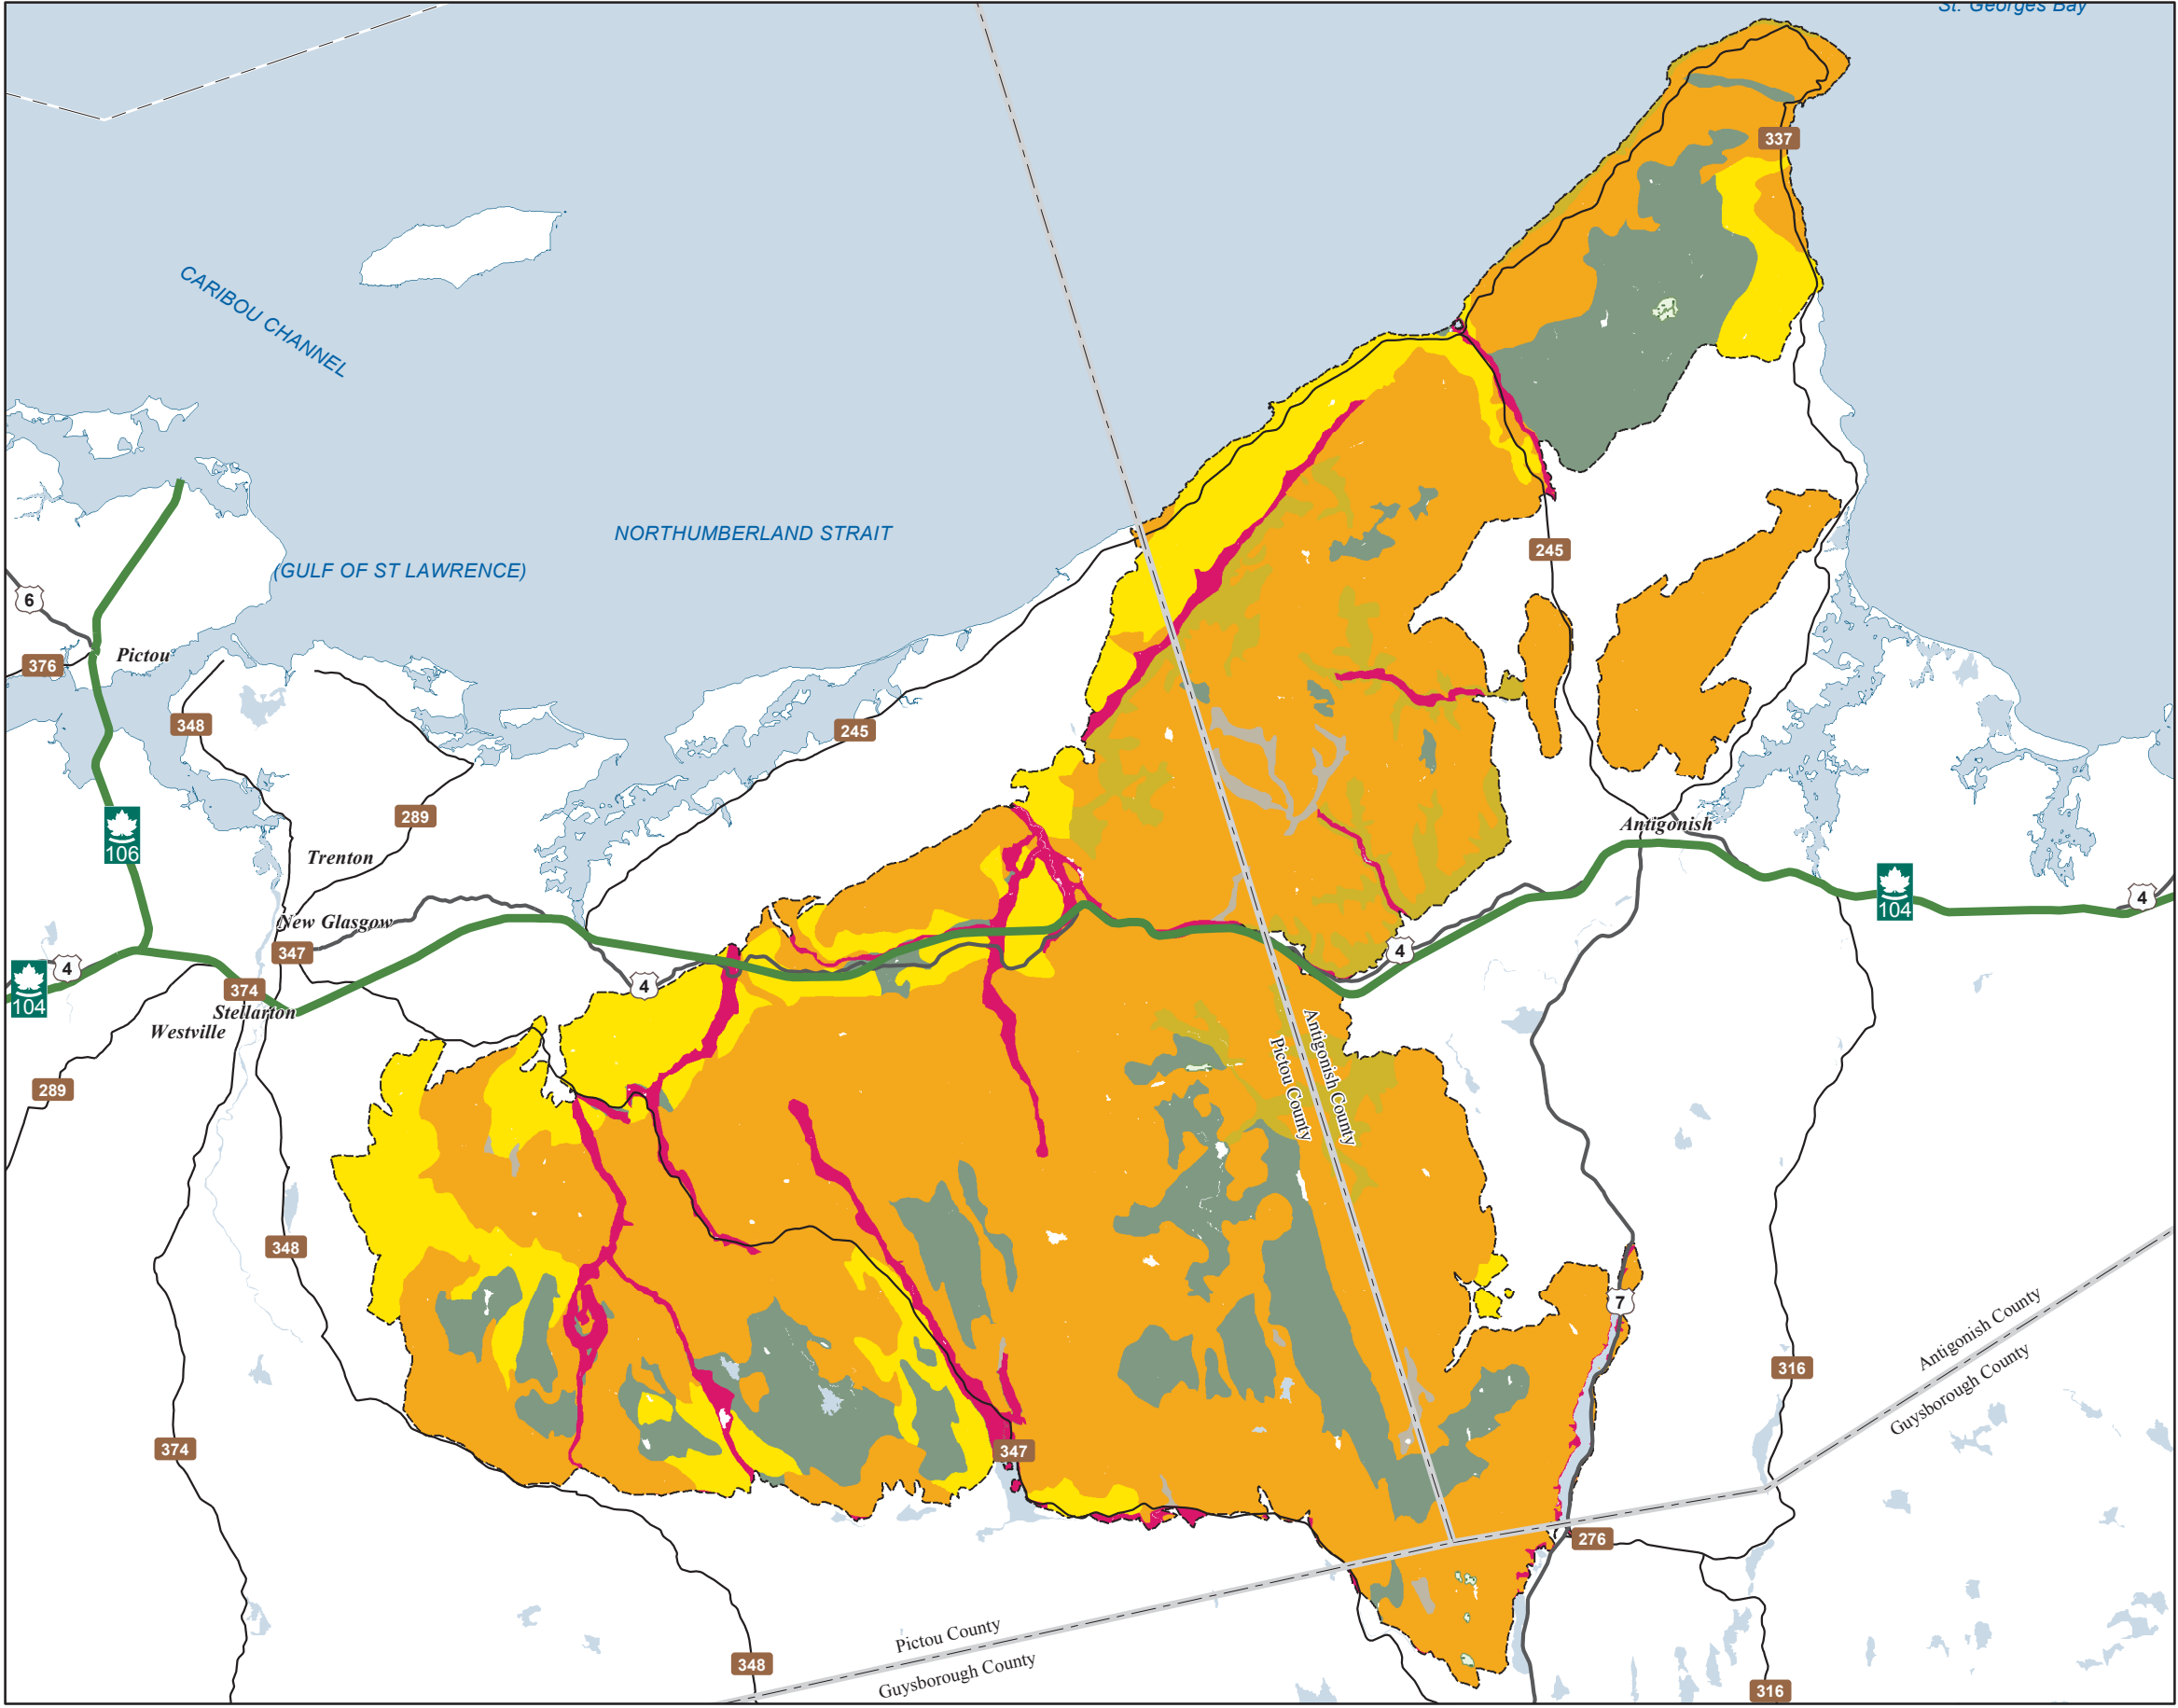 St. Georges Bay
337
CARIBOU CHANNEL
NORTHUMBERLAND STRAIT
(GULF OF ST LAWRENCE)
245
6
376
Pictou
348
245
289
106
Trenton
Antigonish
104
4
New Glasgow
347
4
4
374
104
4
Stellarton
Westville
Antigonish County
Pictou County
289
348
7
Antigonish County
Guysborough County
316
374
347
276
Pictou County
Guysborough County
348
316